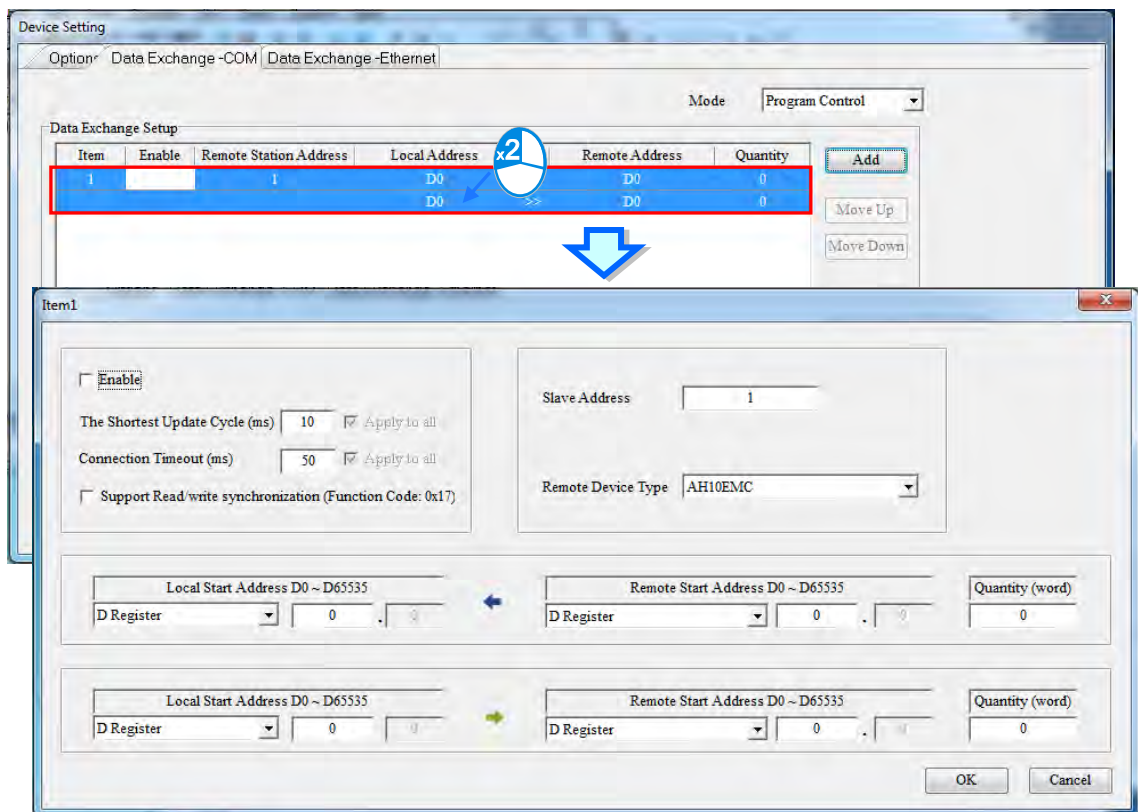 Device Setting
Option Data Exchange -COM Data Exchange -Ethernet
Mode Program Control
Data Exchange Setup
Item Enable Remote Station Address Local Address Remote Address Quantity
1 1 D0 D0 0
D0 >> D0 0
x2
Add
Move Up
Move Down
Item1
Enable
The Shortest Update Cycle (ms) 10 Apply to all
Connection Timeout (ms) 50 Apply to all
Support Read/write synchronization (Function Code: 0x17)
Slave Address 1
Remote Device Type AH10EMC
Local Start Address D0 ~ D65535 Remote Start Address D0 ~ D65535 Quantity (word)
D Register 0 . 0 D Register 0 . 0 0
Local Start Address D0 ~ D65535 Remote Start Address D0 ~ D65535 Quantity (word)
D Register 0 0 D Register 0 . 0 0
OK Cancel